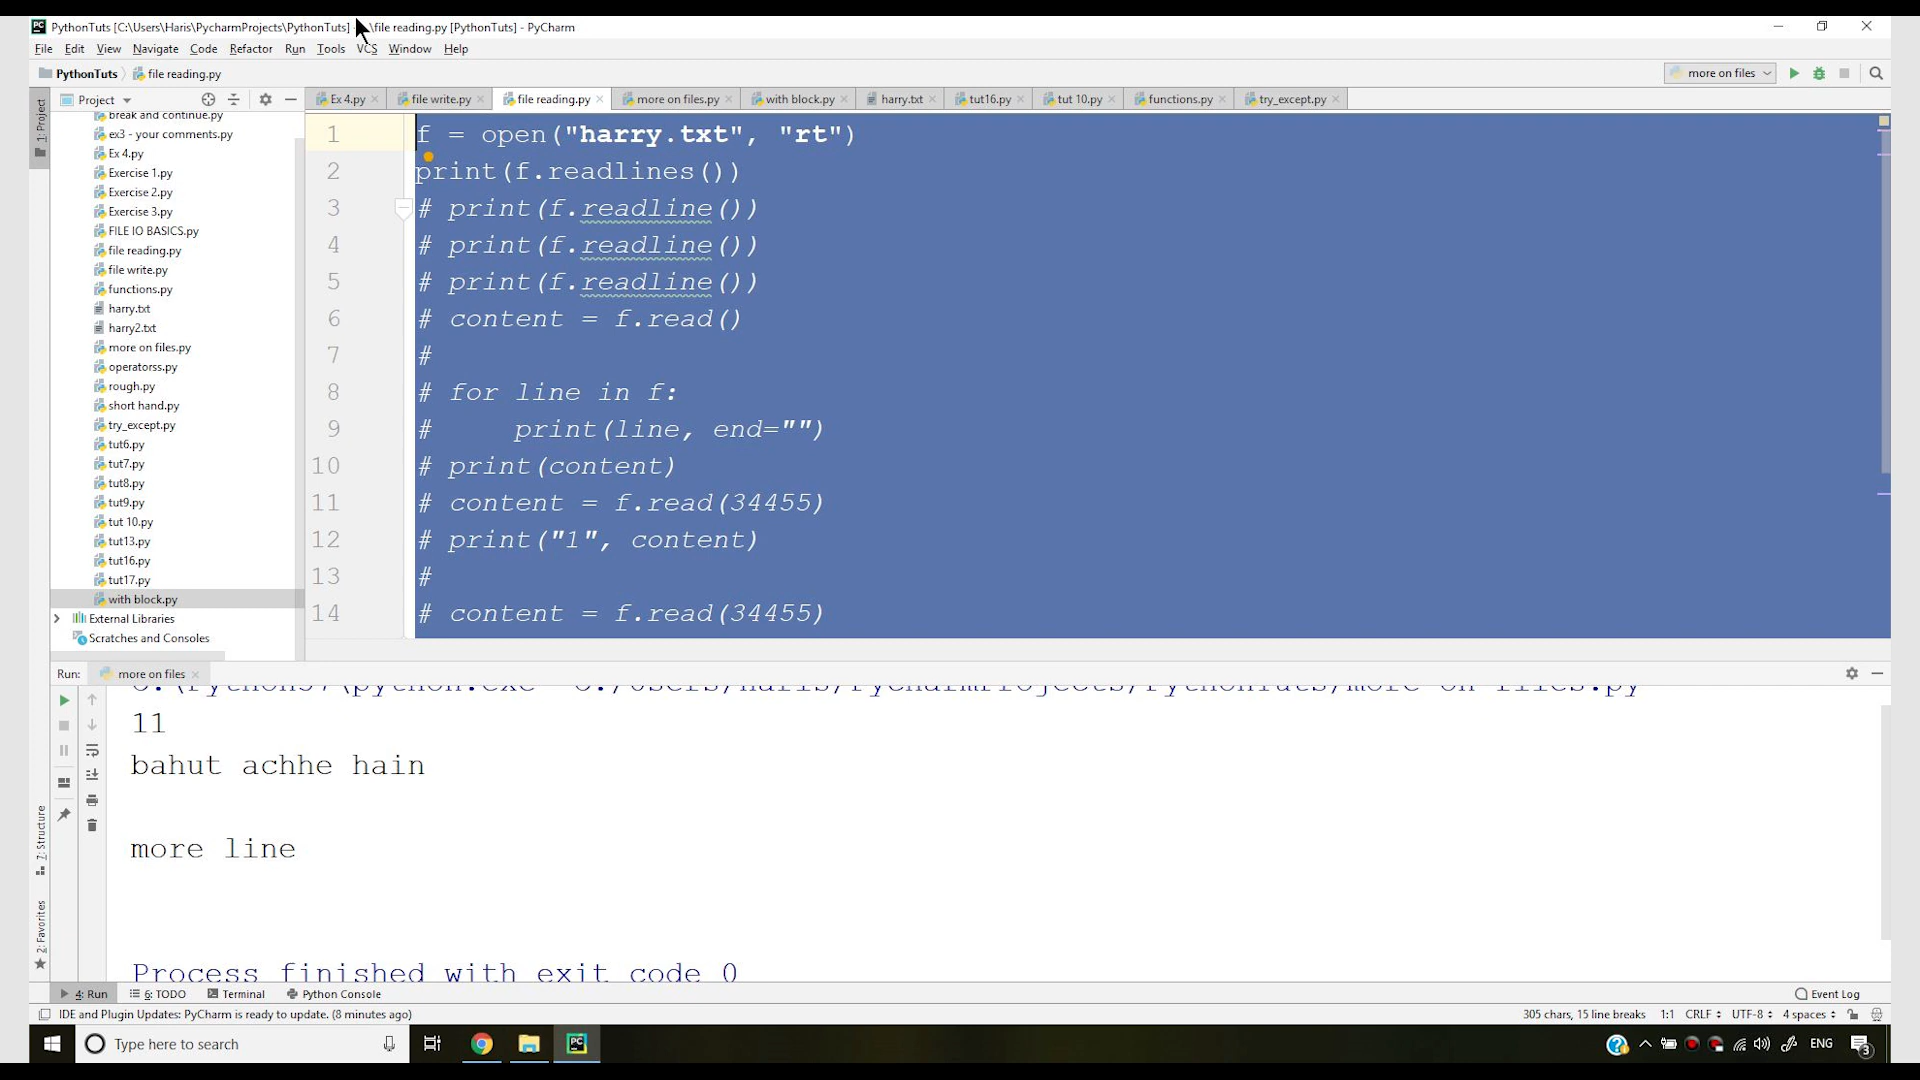 PythonTuts [C:\Users\Haris\PycharmProjects\PythonTuts] \file reading.py [PythonTuts] - PyCharm
File Edit View Navigate Code Refactor Run Tools VCS Window Help
PythonTuts file reading.py more on files
1: Project
Project
Ex 4.py file write.py file reading.py more on files.py with block.py harry.txt tut16.py tut 10.py functions.py try_except.py
break and continue.py
ex3 - your comments.py
Ex 4.py
Exercise 1.py
Exercise 2.py
Exercise 3.py
FILE IO BASICS.py
file reading.py
file write.py
functions.py
harry.txt
harry2.txt
more on files.py
operatorss.py
rough.py
short hand.py
try_except.py
tut6.py
tut7.py
tut8.py
tut9.py
tut 10.py
tut13.py
tut16.py
tut17.py
with block.py
External Libraries
Scratches and Consoles
1 f = open("harry.txt", "rt")
2 print(f.readlines())
3 # print(f.readline())
4 # print(f.readline())
5 # print(f.readline())
6 # content = f.read()
7 #
8 # for line in f:
9 #     print(line, end="")
10 # print(content)
11 # content = f.read(34455)
12 # print("1", content)
13 #
14 # content = f.read(34455)
Run: more on files
11
bahut achhe hain
more line
Process finished with exit code 0
7: Structure
2: Favorites
4: Run 6: TODO Terminal Python Console Event Log
IDE and Plugin Updates: PyCharm is ready to update. (8 minutes ago) 305 chars, 15 line breaks 1:1 CRLF UTF-8 4 spaces
Type here to search ENG 3